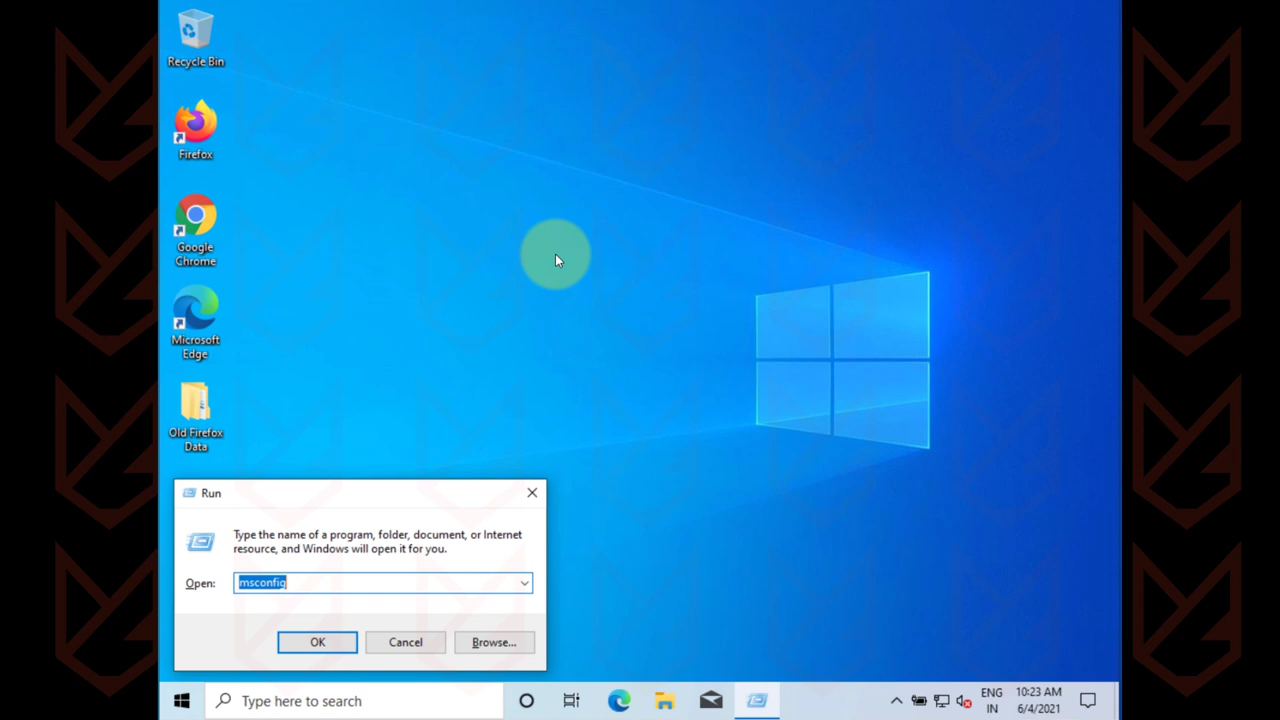 Recycle Bin
Firefox
Google
Chrome
Microsoft
Edge
Old Firefox
Data
Run
Type the name of a program, folder, document, or Internet
resource, and Windows will open it for you.
Open:
msconfig
OK
Cancel
Browse...
Type here to search
ENG
IN
10:23 AM
6/4/2021